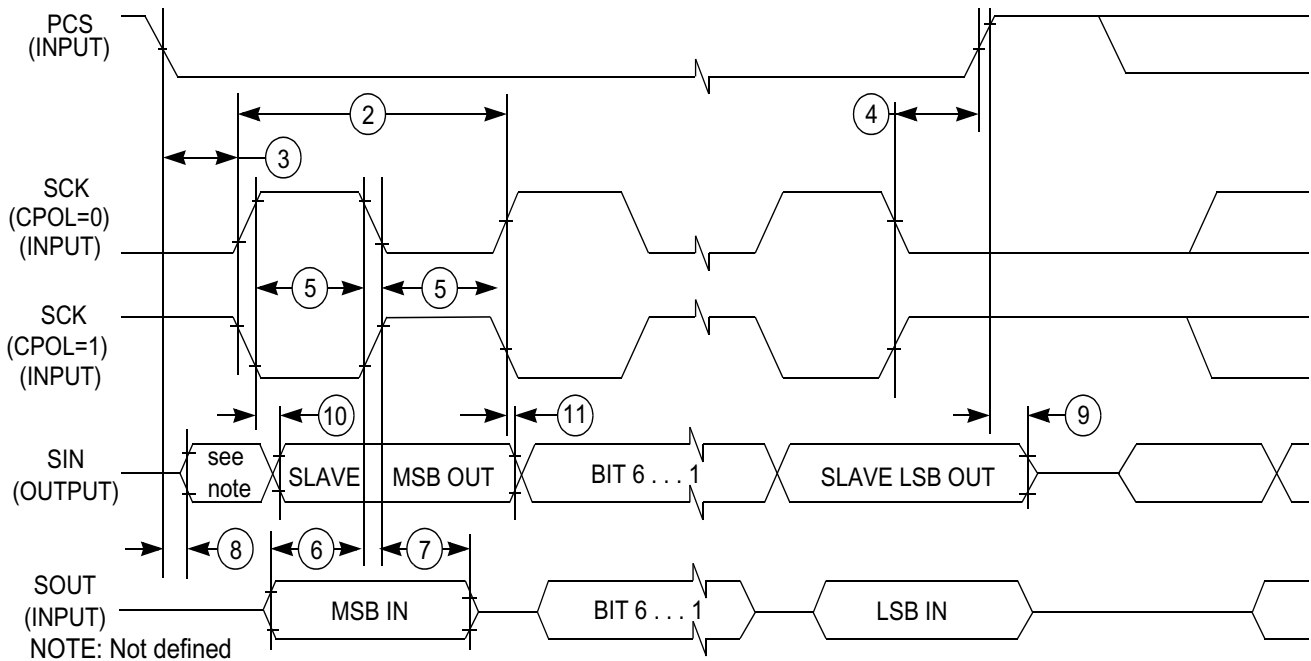 PCS
(INPUT)
2
4
3
SCK
(CPOL=0)
(INPUT)
5
5
SCK
(CPOL=1)
(INPUT)
10
11
9
SIN
(OUTPUT)
see
note
SLAVE
MSB OUT
BIT 6 . . . 1
SLAVE LSB OUT
8
6
7
SOUT
(INPUT)
MSB IN
BIT 6 . . . 1
LSB IN
NOTE: Not defined